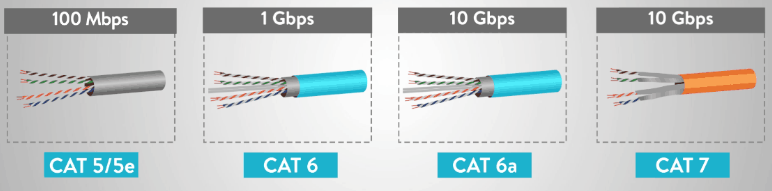 100 Mbps
1 Gbps
10 Gbps
10 Gbps
CAT 5/5e
CAT 6
CAT 6a
CAT 7